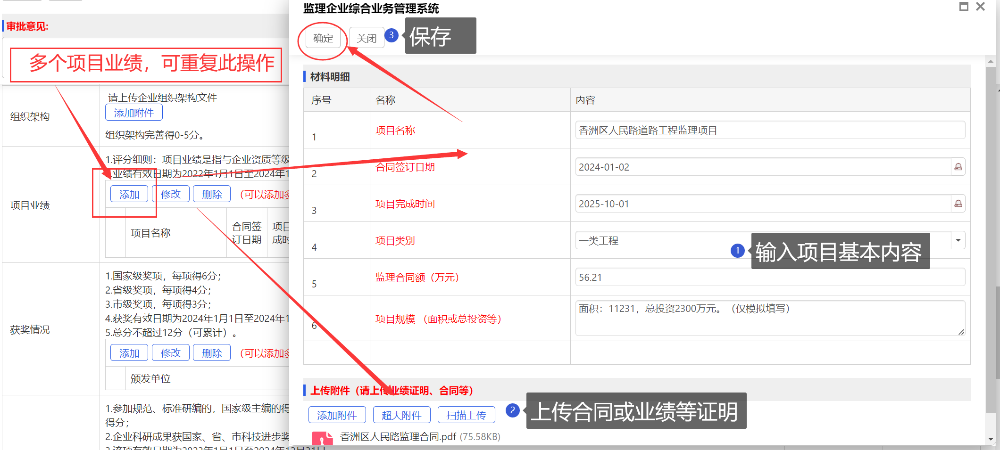 审批意见:
多个项目业绩，可重复此操作
组织架构
请上传企业组织架构文件
添加附件
组织架构完善得0-5分。
项目业绩
1.评分细则：项目业绩是指与企业资质等级
2.业绩有效日期为2022年1月1日至2024年1
添加 修改 删除 （可以添加多
项目名称
合同签
订日期
项目
成时
获奖情况
1.国家级奖项，每项得6分；
2.省级奖项，每项得4分；
3.市级奖项，每项得3分；
4.获奖有效日期为2024年1月1日至2024年1
5.总分不超过12分（可累计）。
添加 修改 删除 （可以添加多
颁发单位
1.参加规范、标准研编的，国家级主编的得
得分；
2.企业科研成果获国家、省、市科技进步奖
监理企业综合业务管理系统
确定 关闭 3 保存
材料明细
序号 名称 内容
1 项目名称 香洲区人民路道路工程监理项目
2 合同签订日期 2024-01-02
3 项目完成时间 2025-10-01
4 项目类别 一类工程
1 输入项目基本内容
5 监理合同额（万元） 56.21
6 项目规模 （面积或总投资等） 面积：11231，总投资2300万元。（仅模拟填写）
上传附件（请上传业绩证明、合同等）
添加附件 超大附件 扫描上传 2 上传合同或业绩等证明
香洲区人民路监理合同.pdf (75.58KB)